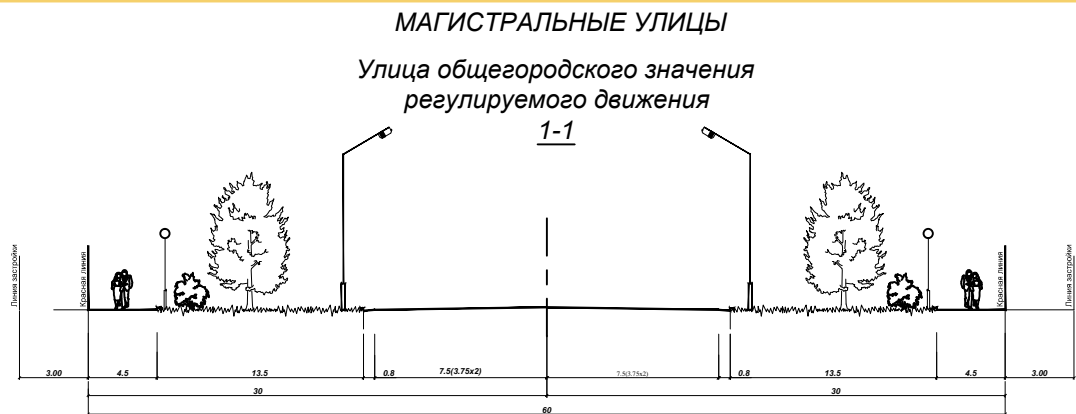 МАГИСТРАЛЬНЫЕ УЛИЦЫ
Улица общегородского значения
регулируемого движения
1-1
Линия застройки
Красная линия
Красная линия
Линия застройки
3.00 4.5 13.5 0.8 7.5(3.75x2) 7.5(3.75x2) 0.8 13.5 4.5 3.00
30 30
60